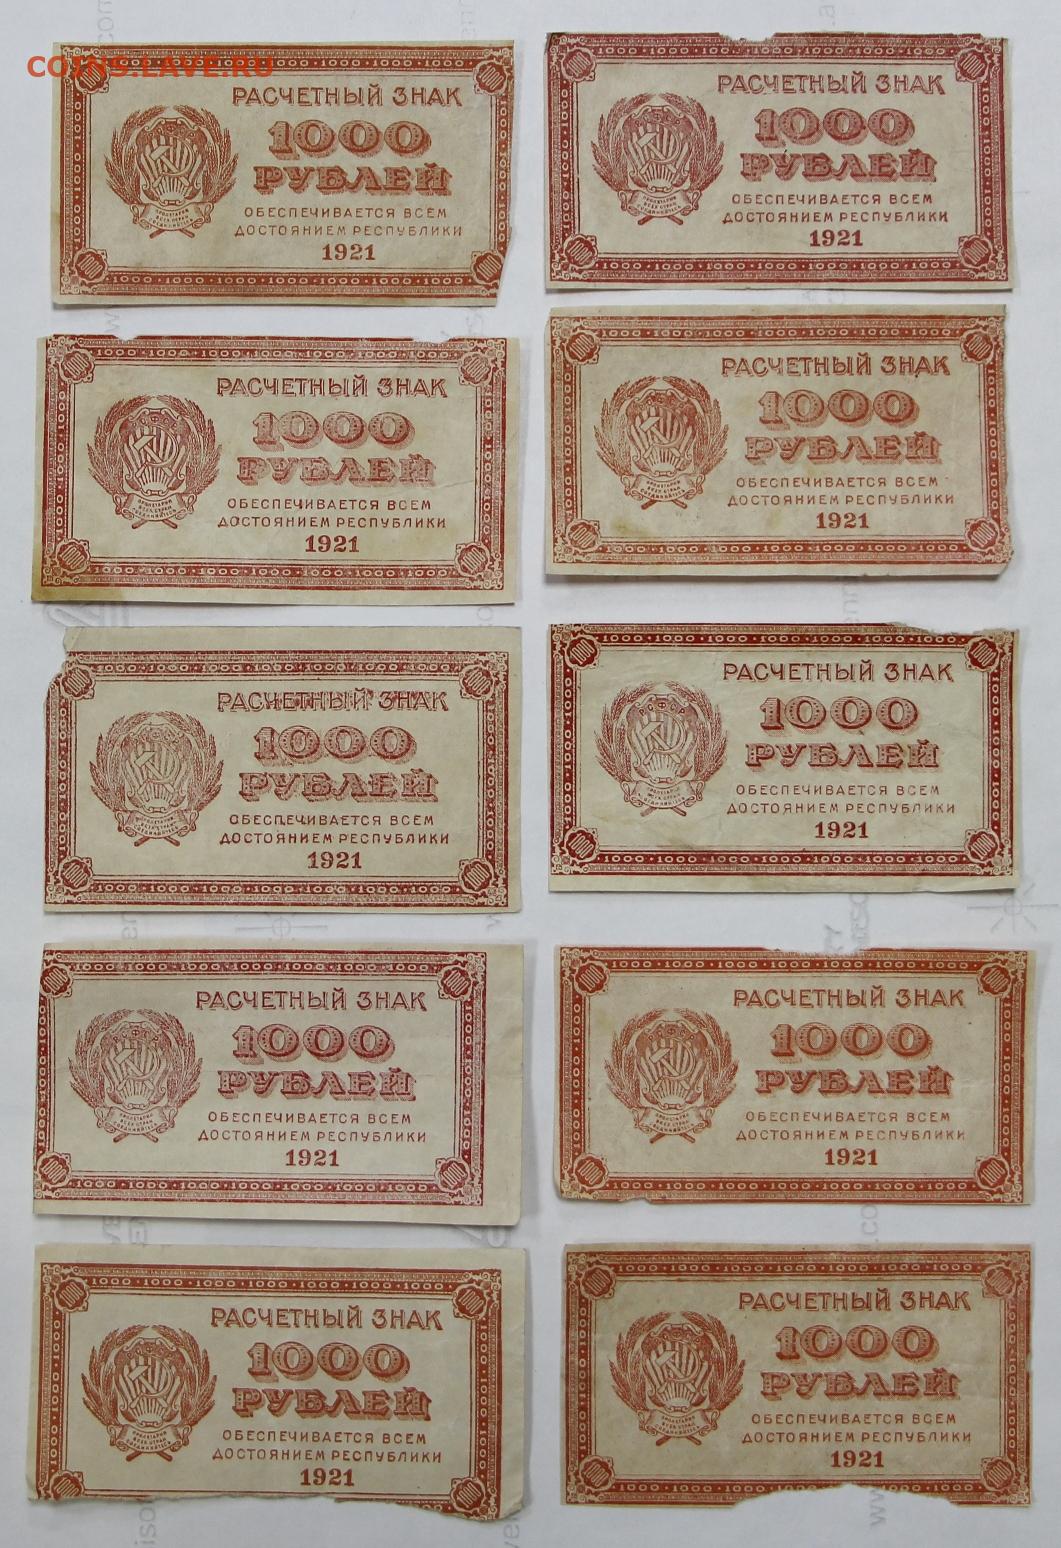 COINS.LAVE.RU
РАСЧЕТНЫЙ ЗНАК
1000
РУБЛЕЙ
ОБЕСПЕЧИВАЕТСЯ ВСЕМ
ДОСТОЯНИЕМ РЕСПУБЛИКИ
1921
РАСЧЕТНЫЙ ЗНАК
1000
РУБЛЕЙ
ОБЕСПЕЧИВАЕТСЯ ВСЕМ
ДОСТОЯНИЕМ РЕСПУБЛИКИ
1921
РАСЧЕТНЫЙ ЗНАК
1000
РУБЛЕЙ
ОБЕСПЕЧИВАЕТСЯ ВСЕМ
ДОСТОЯНИЕМ РЕСПУБЛИКИ
1921
РАСЧЕТНЫЙ ЗНАК
1000
РУБЛЕЙ
ОБЕСПЕЧИВАЕТСЯ ВСЕМ
ДОСТОЯНИЕМ РЕСПУБЛИКИ
1921
РАСЧЕТНЫЙ ЗНАК
1000
РУБЛЕЙ
ОБЕСПЕЧИВАЕТСЯ ВСЕМ
ДОСТОЯНИЕМ РЕСПУБЛИКИ
1921
РАСЧЕТНЫЙ ЗНАК
1000
РУБЛЕЙ
ОБЕСПЕЧИВАЕТСЯ ВСЕМ
ДОСТОЯНИЕМ РЕСПУБЛИКИ
1921
РАСЧЕТНЫЙ ЗНАК
1000
РУБЛЕЙ
ОБЕСПЕЧИВАЕТСЯ ВСЕМ
ДОСТОЯНИЕМ РЕСПУБЛИКИ
1921
РАСЧЕТНЫЙ ЗНАК
1000
РУБЛЕЙ
ОБЕСПЕЧИВАЕТСЯ ВСЕМ
ДОСТОЯНИЕМ РЕСПУБЛИКИ
1921
РАСЧЕТНЫЙ ЗНАК
1000
РУБЛЕЙ
ОБЕСПЕЧИВАЕТСЯ ВСЕМ
ДОСТОЯНИЕМ РЕСПУБЛИКИ
1921
РАСЧЕТНЫЙ ЗНАК
1000
РУБЛЕЙ
ОБЕСПЕЧИВАЕТСЯ ВСЕМ
ДОСТОЯНИЕМ РЕСПУБЛИКИ
1921